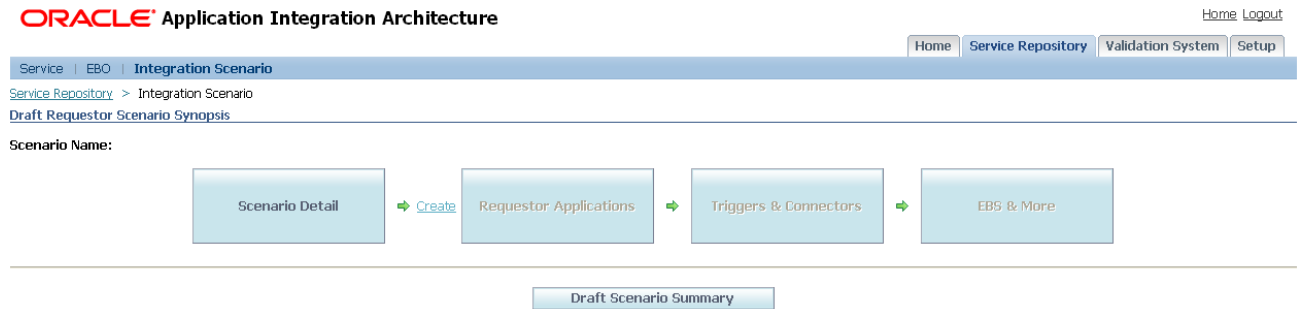 ORACLE® Application Integration Architecture
Home Logout
Home Service Repository Validation System Setup
Service | EBO | Integration Scenario
Service Repository > Integration Scenario
Draft Requestor Scenario Synopsis
Scenario Name:
Scenario Detail Create Requestor Applications Triggers & Connectors EBS & More
Draft Scenario Summary